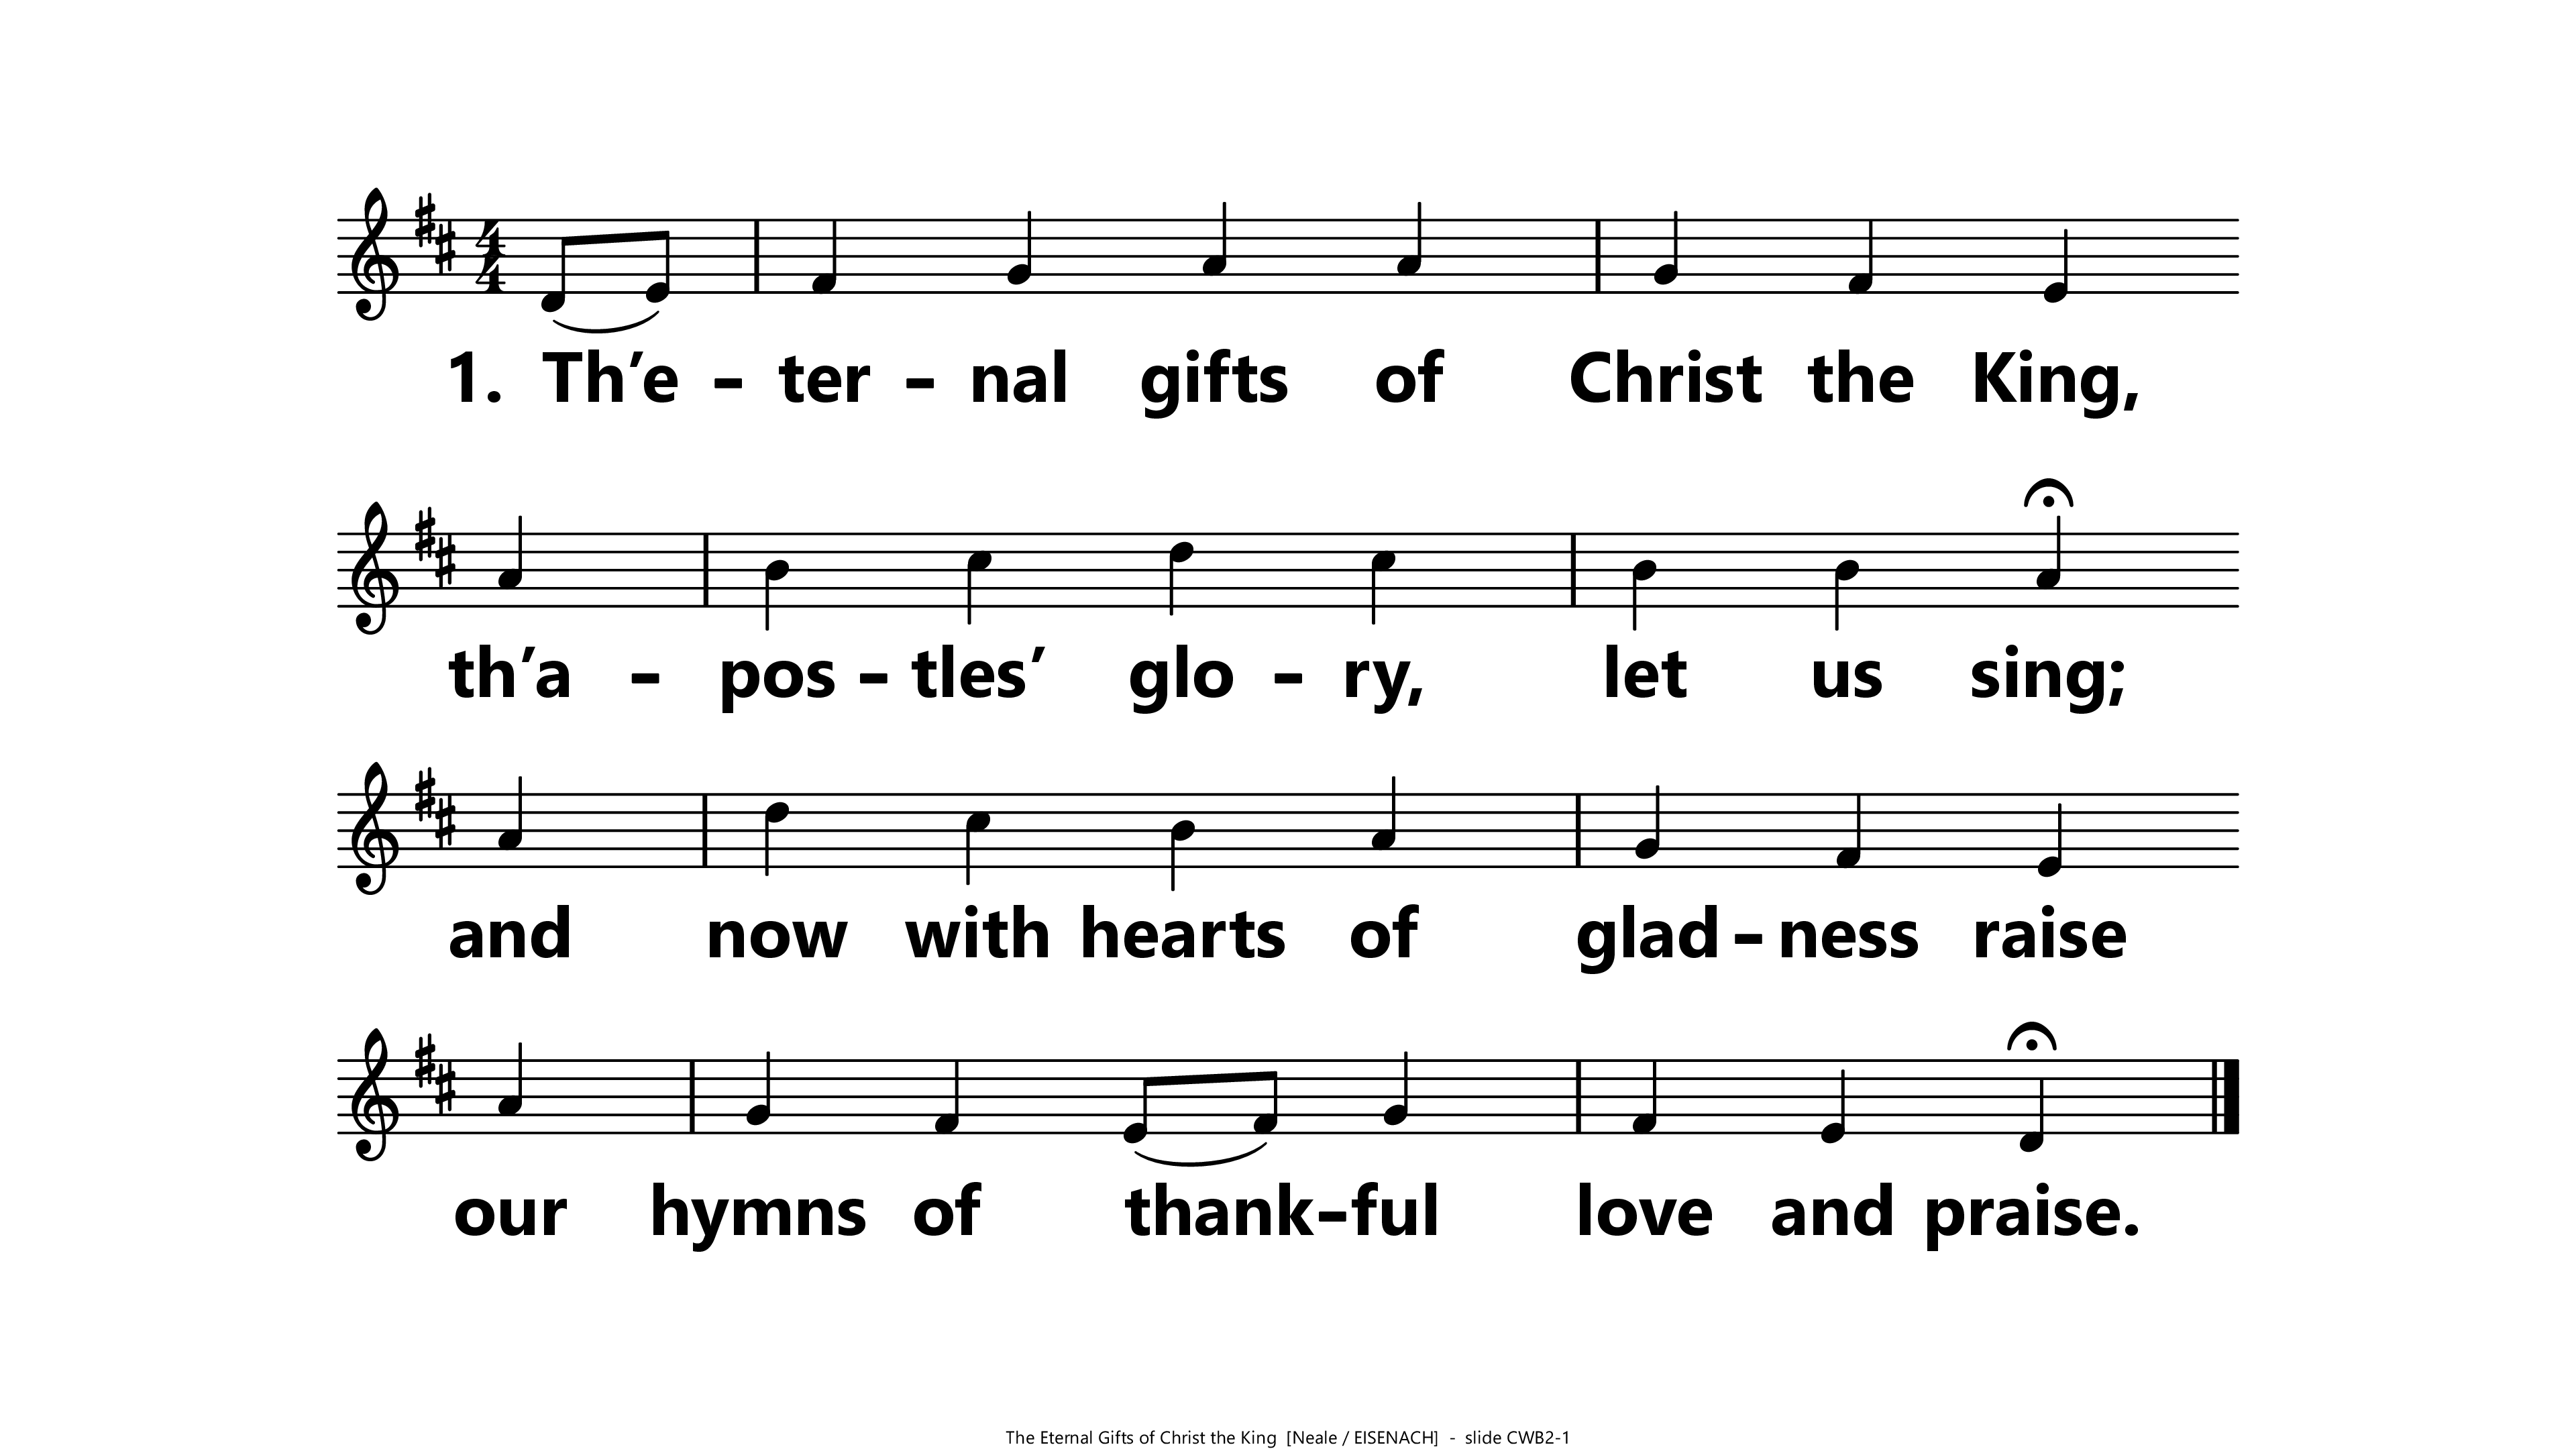 1. Th’e - ter - nal gifts of Christ the King,
th’a - pos - tles’ glo - ry, let us sing;
and now with hearts of glad - ness raise
our hymns of thank - ful love and praise.
The Eternal Gifts of Christ the King [Neale / EISENACH] - slide CWB2-1